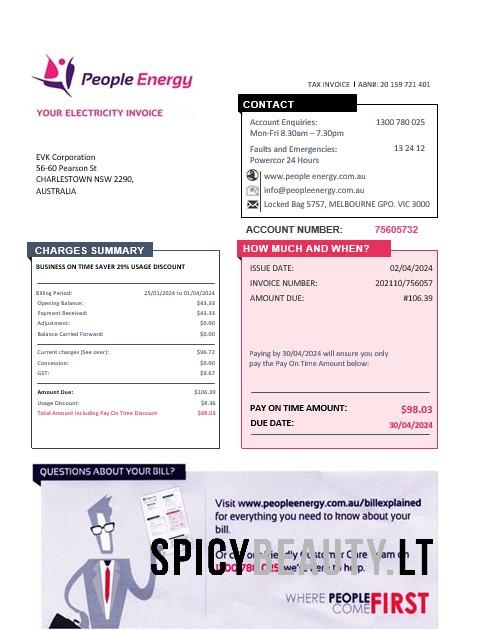 People Energy
TAX INVOICE | ABN#: 20 159 721 401
YOUR ELECTRICITY INVOICE
CONTACT
Account Enquiries: 1300 780 025
Mon-Fri 8.30am – 7.30pm
Faults and Emergencies: 13 24 12
Powercor 24 Hours
www.people energy.com.au
info@peopleenergy.com.au
Locked Bag 5757, MELBOURNE GPO. VIC 3000
EVK Corporation
56-60 Pearson St
CHARLESTOWN NSW 2290,
AUSTRALIA
ACCOUNT NUMBER: 75605732
CHARGES SUMMARY
BUSINESS ON TIME SAVER 29% USAGE DISCOUNT
Billing Period: 25/01/2024 to 01/04/2024
Opening Balance: $43.33
Payment Received: $43.33
Adjustment: $0.00
Balance Carried Forward: $0.00
Current charges (See over): $96.72
Concession: $0.00
GST: $9.67
Amount Due: $106.39
Usage Discount: $8.36
Total Amount Including Pay On Time Discount $98.03
HOW MUCH AND WHEN?
ISSUE DATE: 02/04/2024
INVOICE NUMBER: 202110/756057
AMOUNT DUE: #106.39
Paying by 30/04/2024 will ensure you only
pay the Pay On Time Amount below:
PAY ON TIME AMOUNT: $98.03
DUE DATE: 30/04/2024
QUESTIONS ABOUT YOUR BILL?
Visit www.peopleenergy.com.au/billexplained
for everything you need to know about your
bill.
Or call our friendly Customer Care Team on
1300 780 025, we're here to help.
SPICYBEAUTY.LT
WHERE PEOPLE
COME FIRST